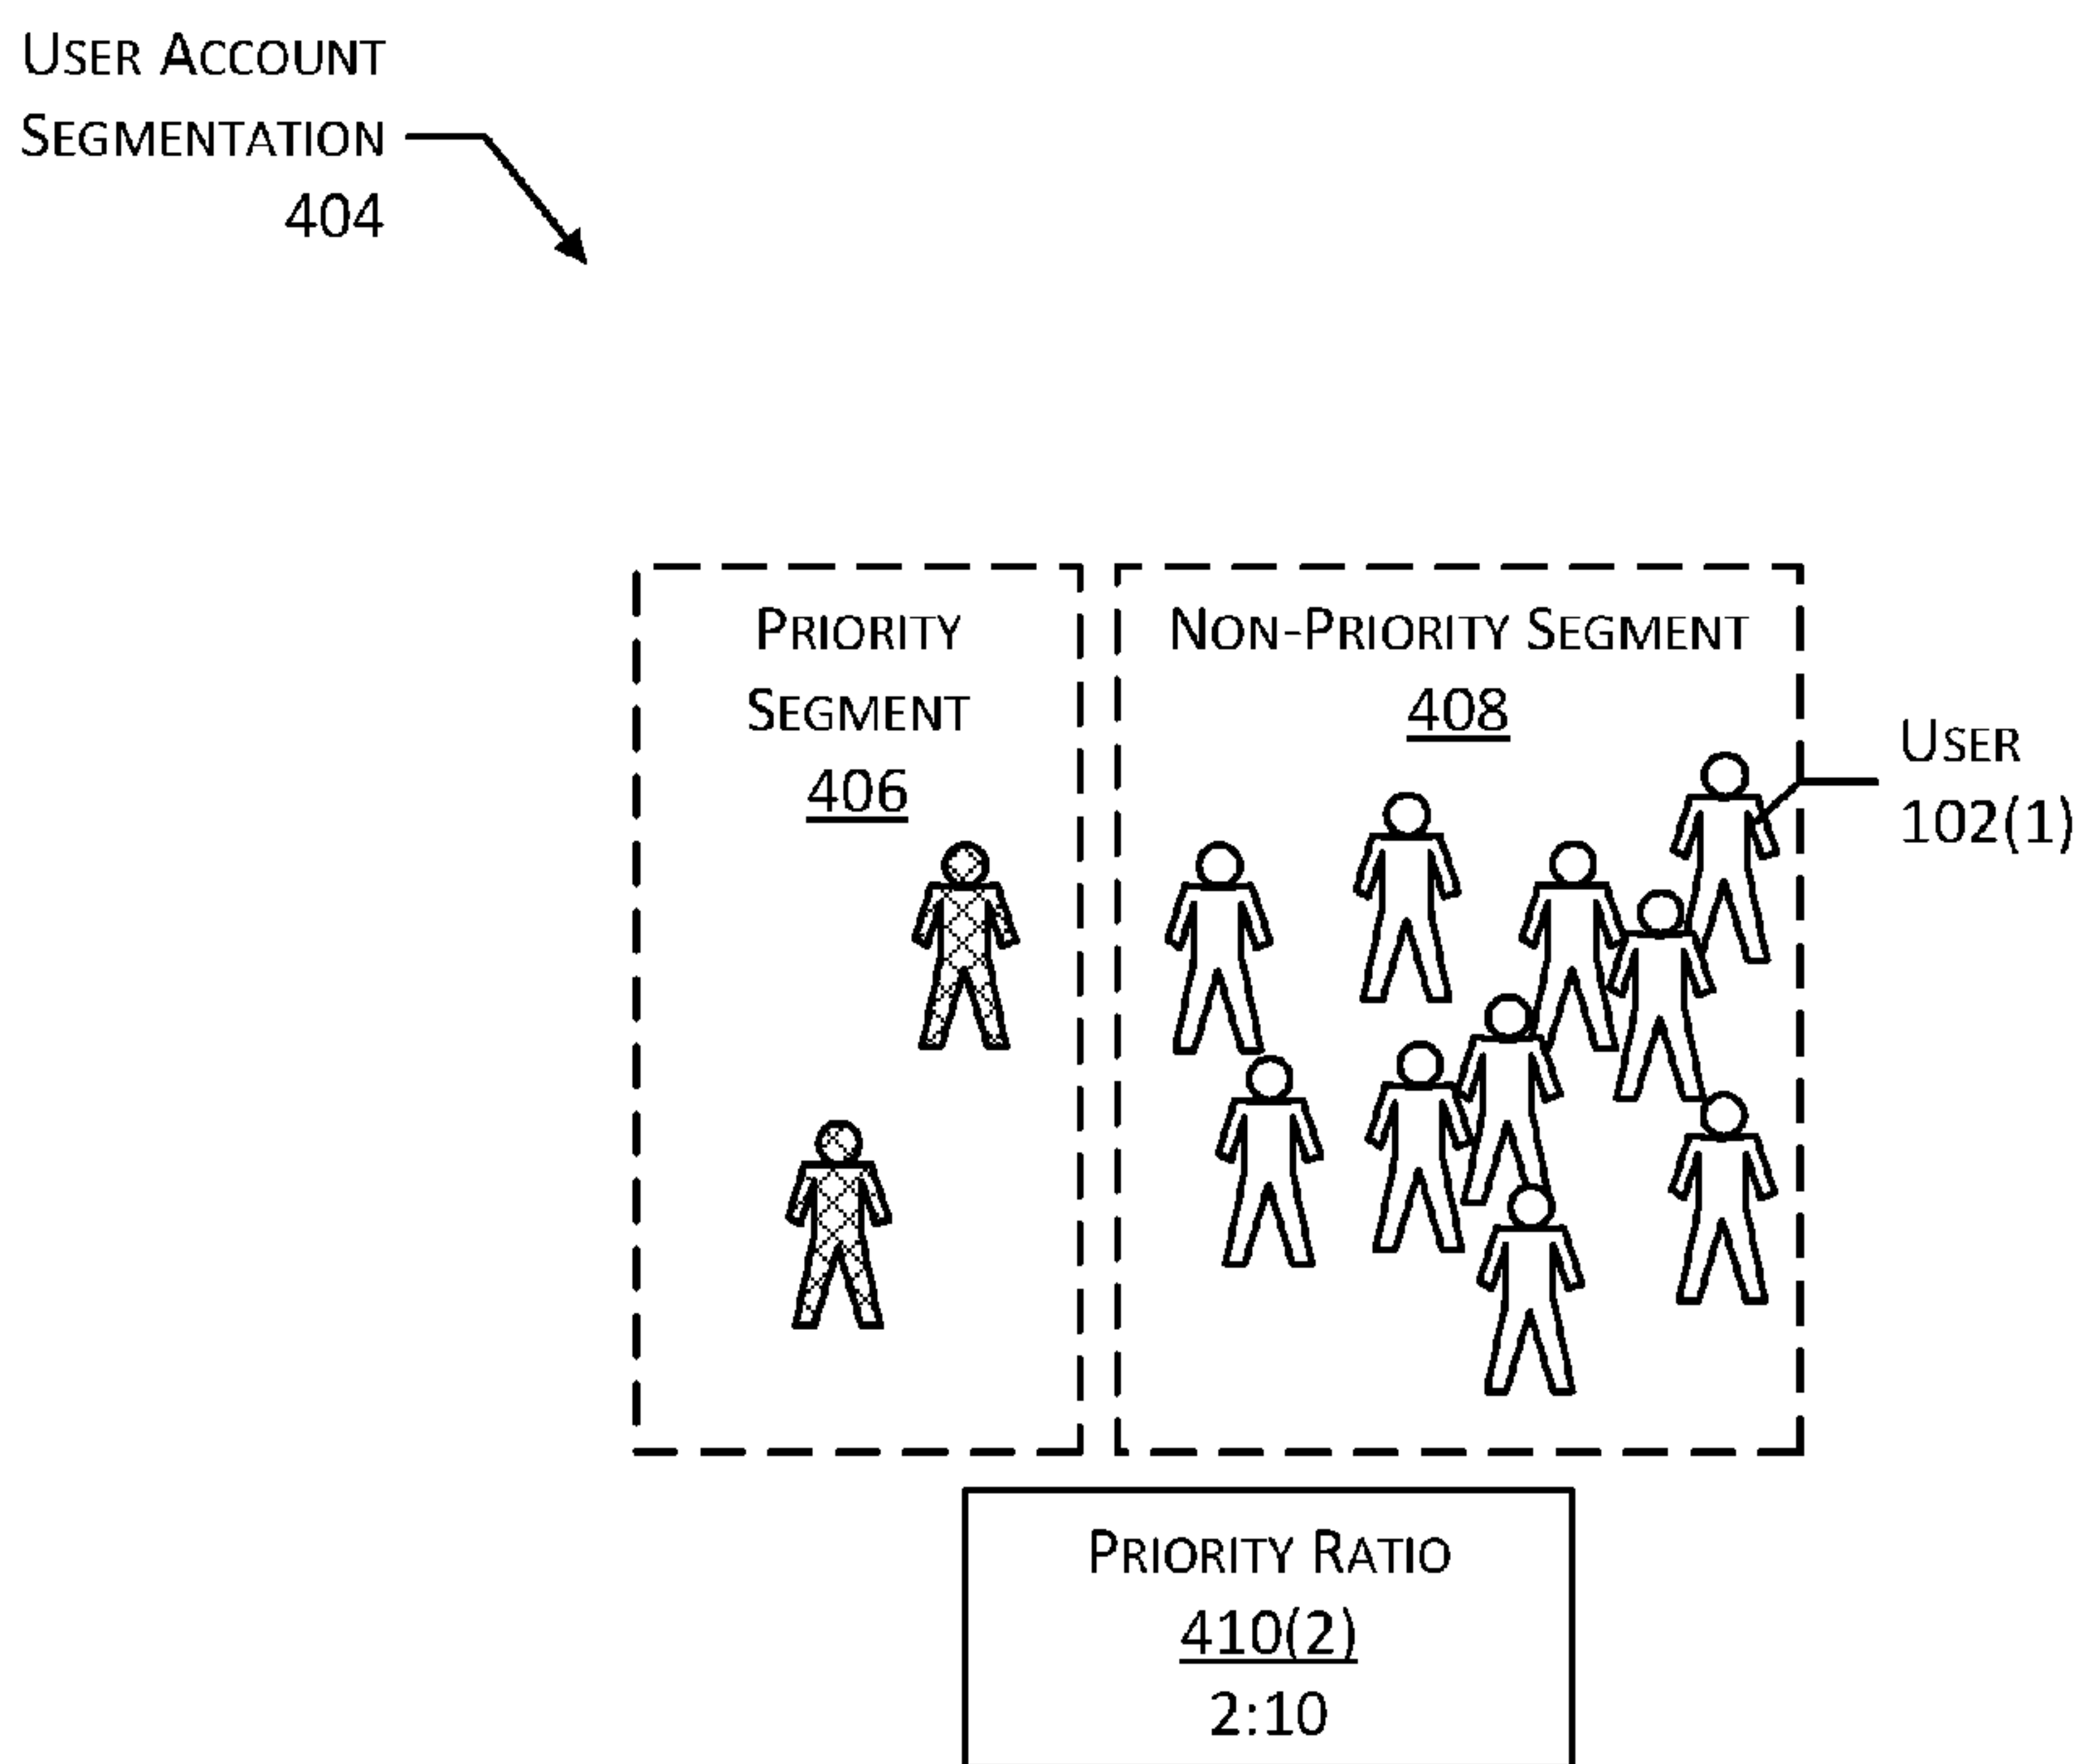 USER ACCOUNT
SEGMENTATION
404
PRIORITY
SEGMENT
406
NON-PRIORITY SEGMENT
408
USER
102(1)
PRIORITY RATIO
410(2)
2:10